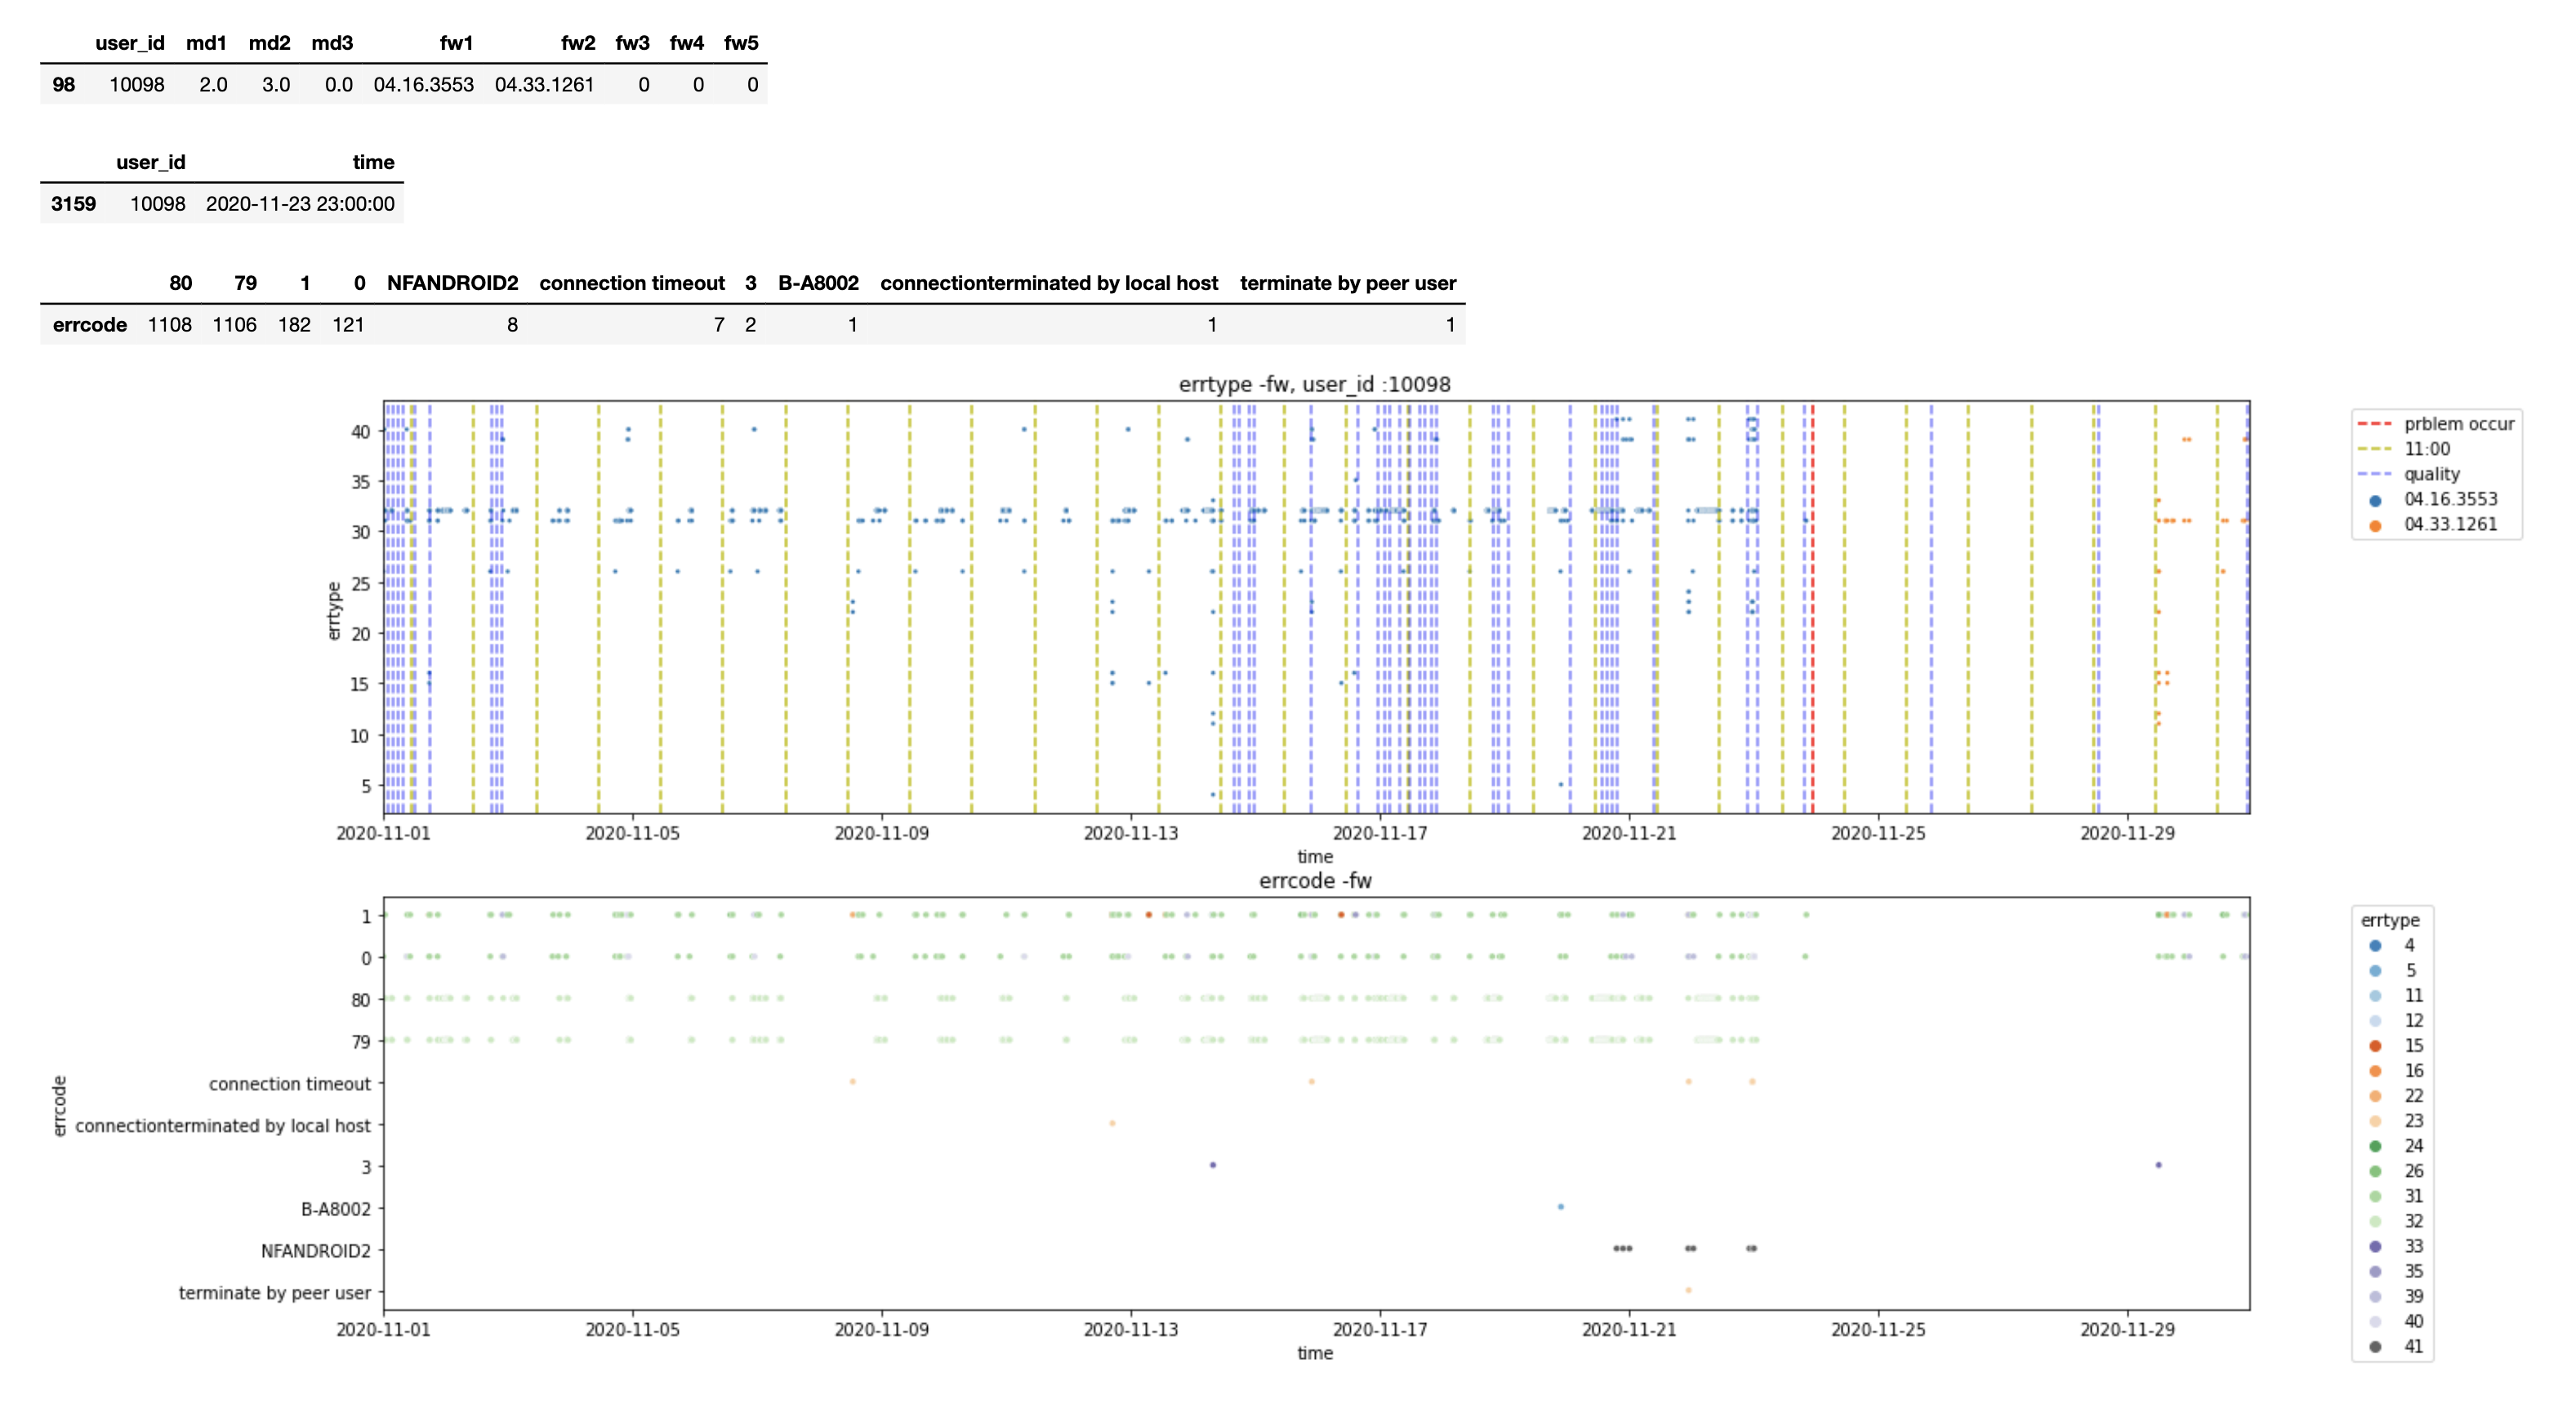 user_id md1 md2 md3 fw1 fw2 fw3 fw4 fw5
98 10098 2.0 3.0 0.0 04.16.3553 04.33.1261 0 0 0
user_id time
3159 10098 2020-11-23 23:00:00
80 79 1 0 NFANDROID2 connection timeout 3 B-A8002 connectionterminated by local host terminate by peer user
errcode 1108 1106 182 121 8 7 2 1 1 1
errtype -fw, user_id :10098
40
35
30
25
20
15
10
5
errtype
2020-11-01 2020-11-05 2020-11-09 2020-11-13 2020-11-17 2020-11-21 2020-11-25 2020-11-29
time
prblem occur
11:00
quality
04.16.3553
04.33.1261
errcode -fw
1
0
80
79
connection timeout
connectionterminated by local host
3
B-A8002
NFANDROID2
terminate by peer user
errcode
2020-11-01 2020-11-05 2020-11-09 2020-11-13 2020-11-17 2020-11-21 2020-11-25 2020-11-29
time
errtype
4
5
11
12
15
16
22
23
24
26
31
32
33
35
39
40
41